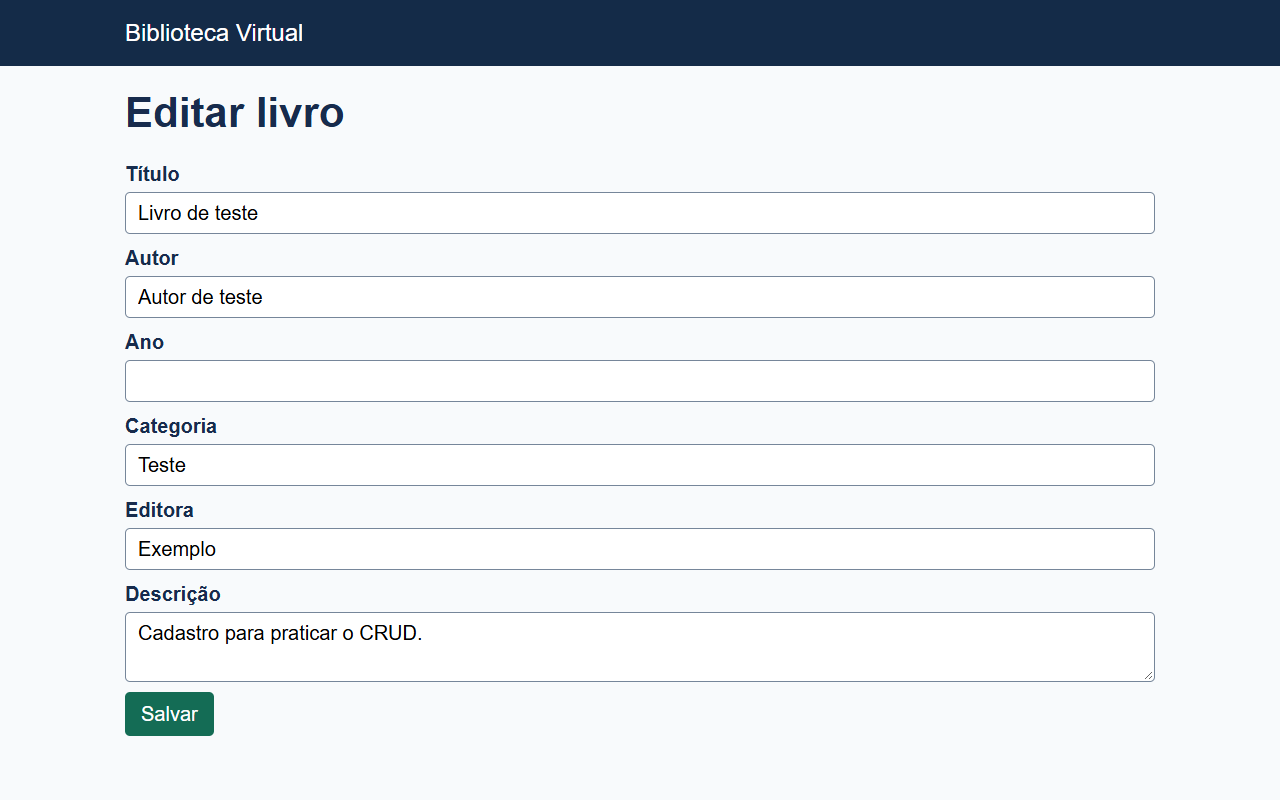 Biblioteca Virtual
Editar livro
Título
Livro de teste
Autor
Autor de teste
Ano
Categoria
Teste
Editora
Exemplo
Descrição
Cadastro para praticar o CRUD.
Salvar